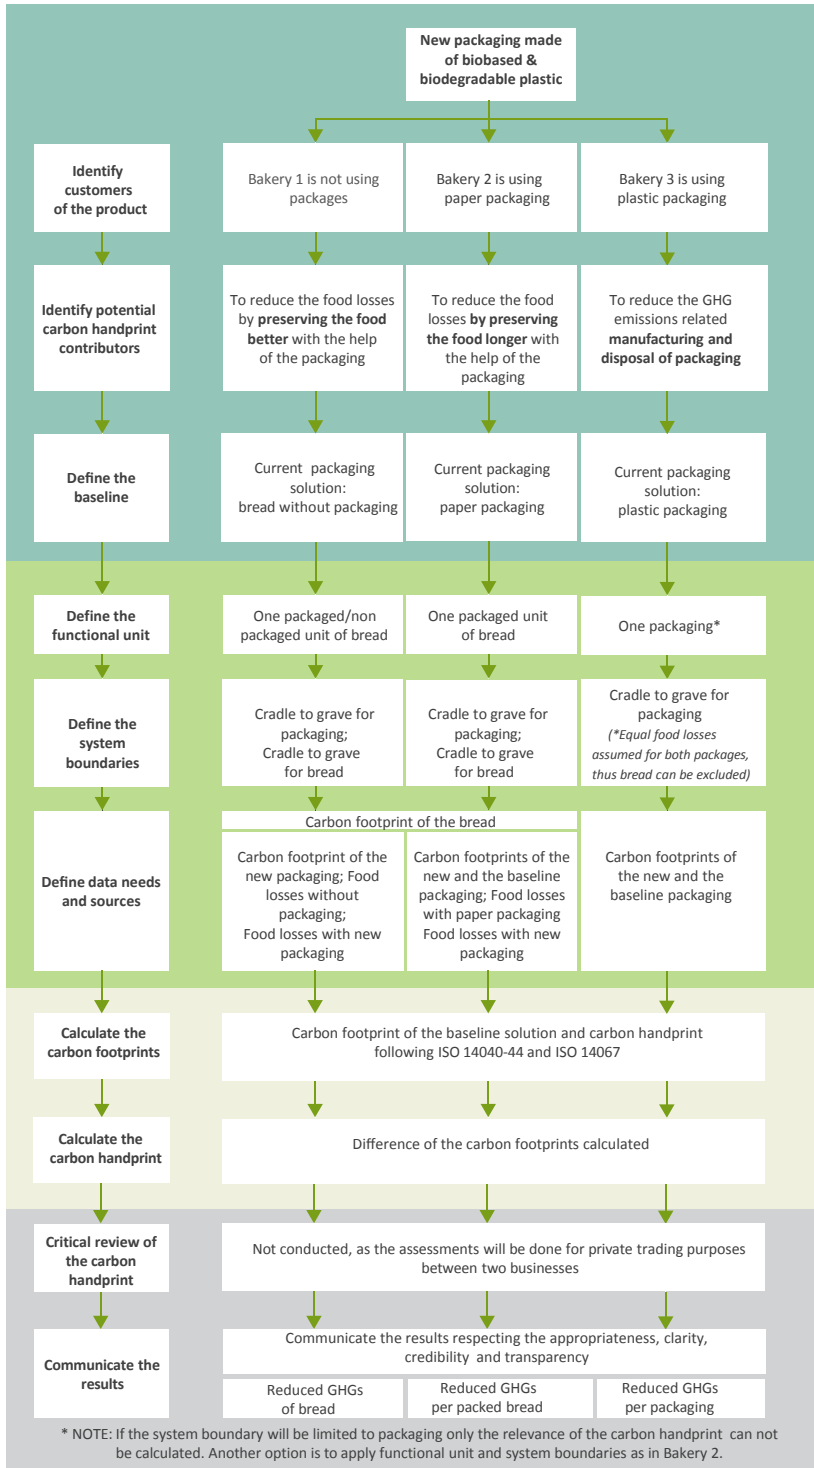 New packaging made
of biobased &
biodegradable plastic
Identify
customers
of the product
Bakery 1 is not using
packages
Bakery 2 is using
paper packaging
Bakery 3 is using
plastic packaging
Identify potential
carbon handprint
contributors
To reduce the food losses
by preserving the food
better with the help
of the packaging
To reduce the food
losses by preserving
the food longer with
the help of the
packaging
To reduce the GHG
emissions related
manufacturing and
disposal of packaging
Define the
baseline
Current packaging
solution:
bread without packaging
Current packaging
solution:
paper packaging
Current packaging
solution:
plastic packaging
Define the
functional unit
One packaged/non
packaged unit of bread
One packaged unit
of bread
One packaging*
Define the
system
boundaries
Cradle to grave for
packaging;
Cradle to grave
for bread
Cradle to grave for
packaging;
Cradle to grave
for bread
Cradle to grave for
packaging
(*Equal food losses
assumed for both packages,
thus bread can be excluded)
Define data needs
and sources
Carbon footprint of the bread
Carbon footprint of the
new packaging; Food
losses without
packaging;
Food losses with new
packaging
Carbon footprints of the
new and the baseline
packaging; Food losses
with paper packaging
Food losses with new
packaging
Carbon footprints of
the new and the
baseline packaging
Calculate the
carbon footprints
Carbon footprint of the baseline solution and carbon handprint
following ISO 14040-44 and ISO 14067
Calculate the
carbon handprint
Difference of the carbon footprints calculated
Critical review of
the carbon
handprint
Not conducted, as the assessments will be done for private trading purposes
between two businesses
Communicate the
results
Communicate the results respecting the appropriateness, clarity,
credibility and transparency
Reduced GHGs
of bread
Reduced GHGs
per packed bread
Reduced GHGs
per packaging
* NOTE: If the system boundary will be limited to packaging only the relevance of the carbon handprint can not
be calculated. Another option is to apply functional unit and system boundaries as in Bakery 2.